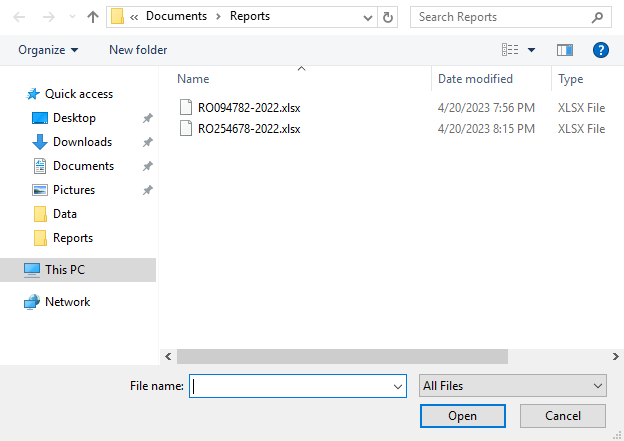 « Documents > Reports
Search Reports
Organize
New folder
?
Name
Date modified
Type
Quick access
Desktop
Downloads
Documents
Pictures
Data
Reports
This PC
Network
RO094782-2022.xlsx 4/20/2023 7:56 PM XLSX File
RO254678-2022.xlsx 4/20/2023 8:15 PM XLSX File
File name:
All Files
Open
Cancel